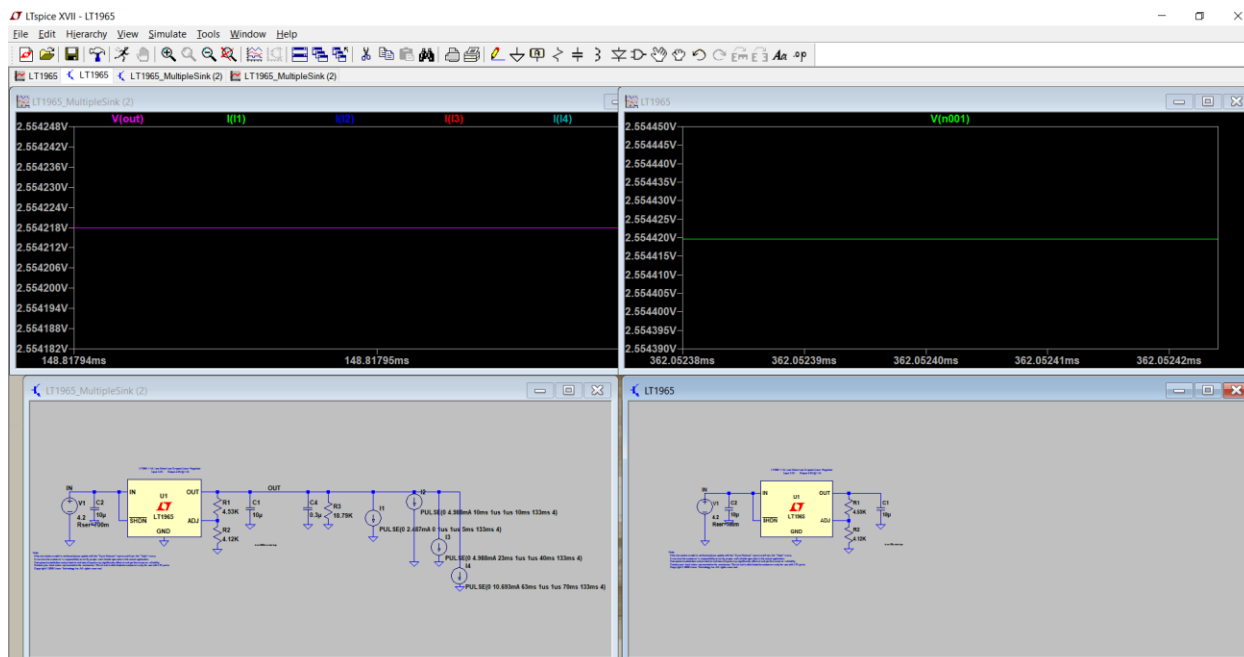 LTspice XVII - LT1965
File Edit Hierarchy View Simulate Tools Window Help
LT1965 LT1965 LT1965_MultipleSink (2) LT1965_MultipleSink (2)
LT1965_MultipleSink (2)
V(out) I(I1) I(I2) I(I3) I(I4)
2.554248V
2.554242V
2.554236V
2.554230V
2.554224V
2.554218V
2.554212V
2.554206V
2.554200V
2.554194V
2.554188V
2.554182V
148.81794ms 148.81795ms
LT1965
V(n001)
2.554450V
2.554445V
2.554440V
2.554435V
2.554430V
2.554425V
2.554420V
2.554415V
2.554410V
2.554405V
2.554400V
2.554395V
2.554390V
362.05238ms 362.05239ms 362.05240ms 362.05241ms 362.05242ms
LT1965_MultipleSink (2)
IN
V1
4.2
Rser=100m
C2
10µ
IN OUT
U1
LT1965
SHDN ADJ
GND
R1
4.53K
R2
4.12K
OUT
C1
10µ
C4
0.3µ
R3
18.79K
I1
PULSE(0 2.487mA 0 1us 1us 5ms 133ms 4)
I2
PULSE(0 4.988mA 10ms 1us 1us 10ms 133ms 4)
I3
PULSE(0 4.988mA 23ms 1us 1us 40ms 133ms 4)
I4
PULSE(0 10.693mA 63ms 1us 1us 70ms 133ms 4)
LT1965
IN
V1
4.2
C2
10µ
IN OUT
U1
LT1965
SHDN ADJ
GND
R1
4.53K
R2
4.12K
C1
10µ